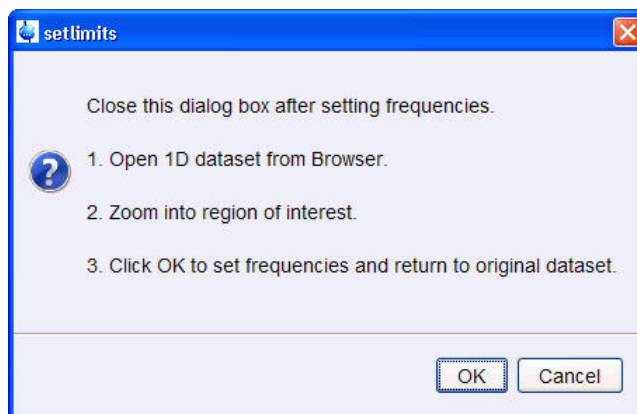 setlimits
Close this dialog box after setting frequencies.
1. Open 1D dataset from Browser.
2. Zoom into region of interest.
3. Click OK to set frequencies and return to original dataset.
OK
Cancel